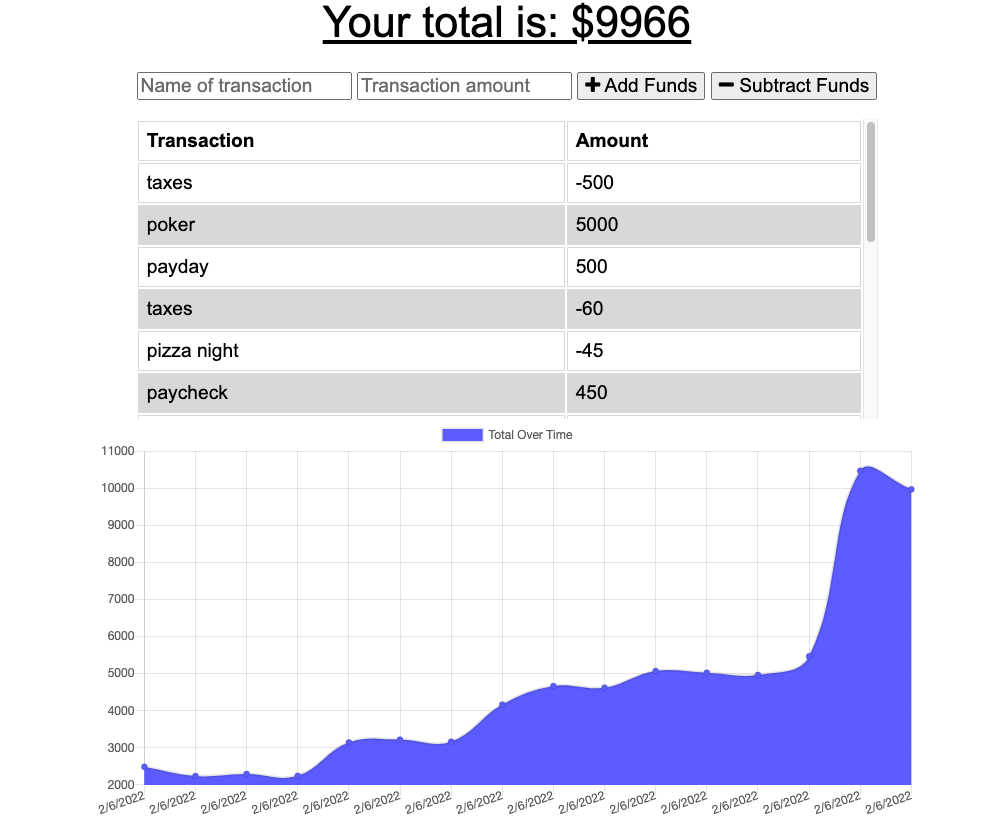 Your total is: $9966
Name of transaction Transaction amount Add Funds Subtract Funds
Transaction Amount
taxes -500
poker 5000
payday 500
taxes -60
pizza night -45
paycheck 450
Total Over Time
11000
10000
9000
8000
7000
6000
5000
4000
3000
2000
2/6/2022 2/6/2022 2/6/2022 2/6/2022 2/6/2022 2/6/2022 2/6/2022 2/6/2022 2/6/2022 2/6/2022 2/6/2022 2/6/2022 2/6/2022 2/6/2022 2/6/2022 2/6/2022